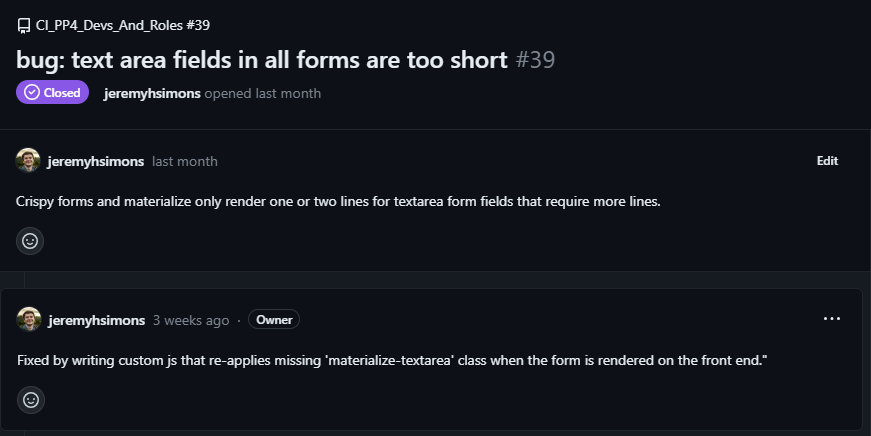 CI_PP4_Devs_And_Roles #39
bug: text area fields in all forms are too short #39
Closed jeremyhsimons opened last month
jeremyhsimons last month Edit
Crispy forms and materialize only render one or two lines for textarea form fields that require more lines.
jeremyhsimons 3 weeks ago · Owner ...
Fixed by writing custom js that re-applies missing 'materialize-textarea' class when the form is rendered on the front end."